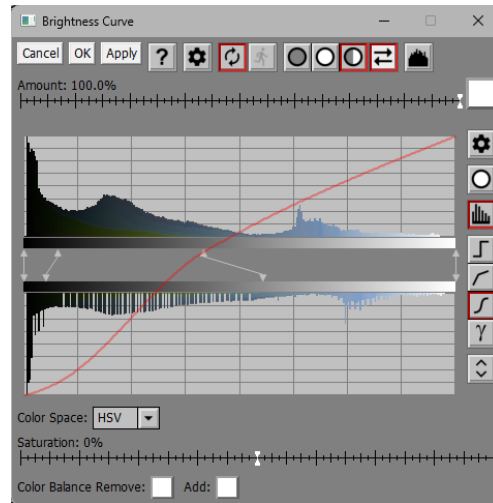 Brightness Curve
Cancel OK Apply ?
Amount: 100.0%
γ
Color Space: HSV
Saturation: 0%
Color Balance Remove: Add: